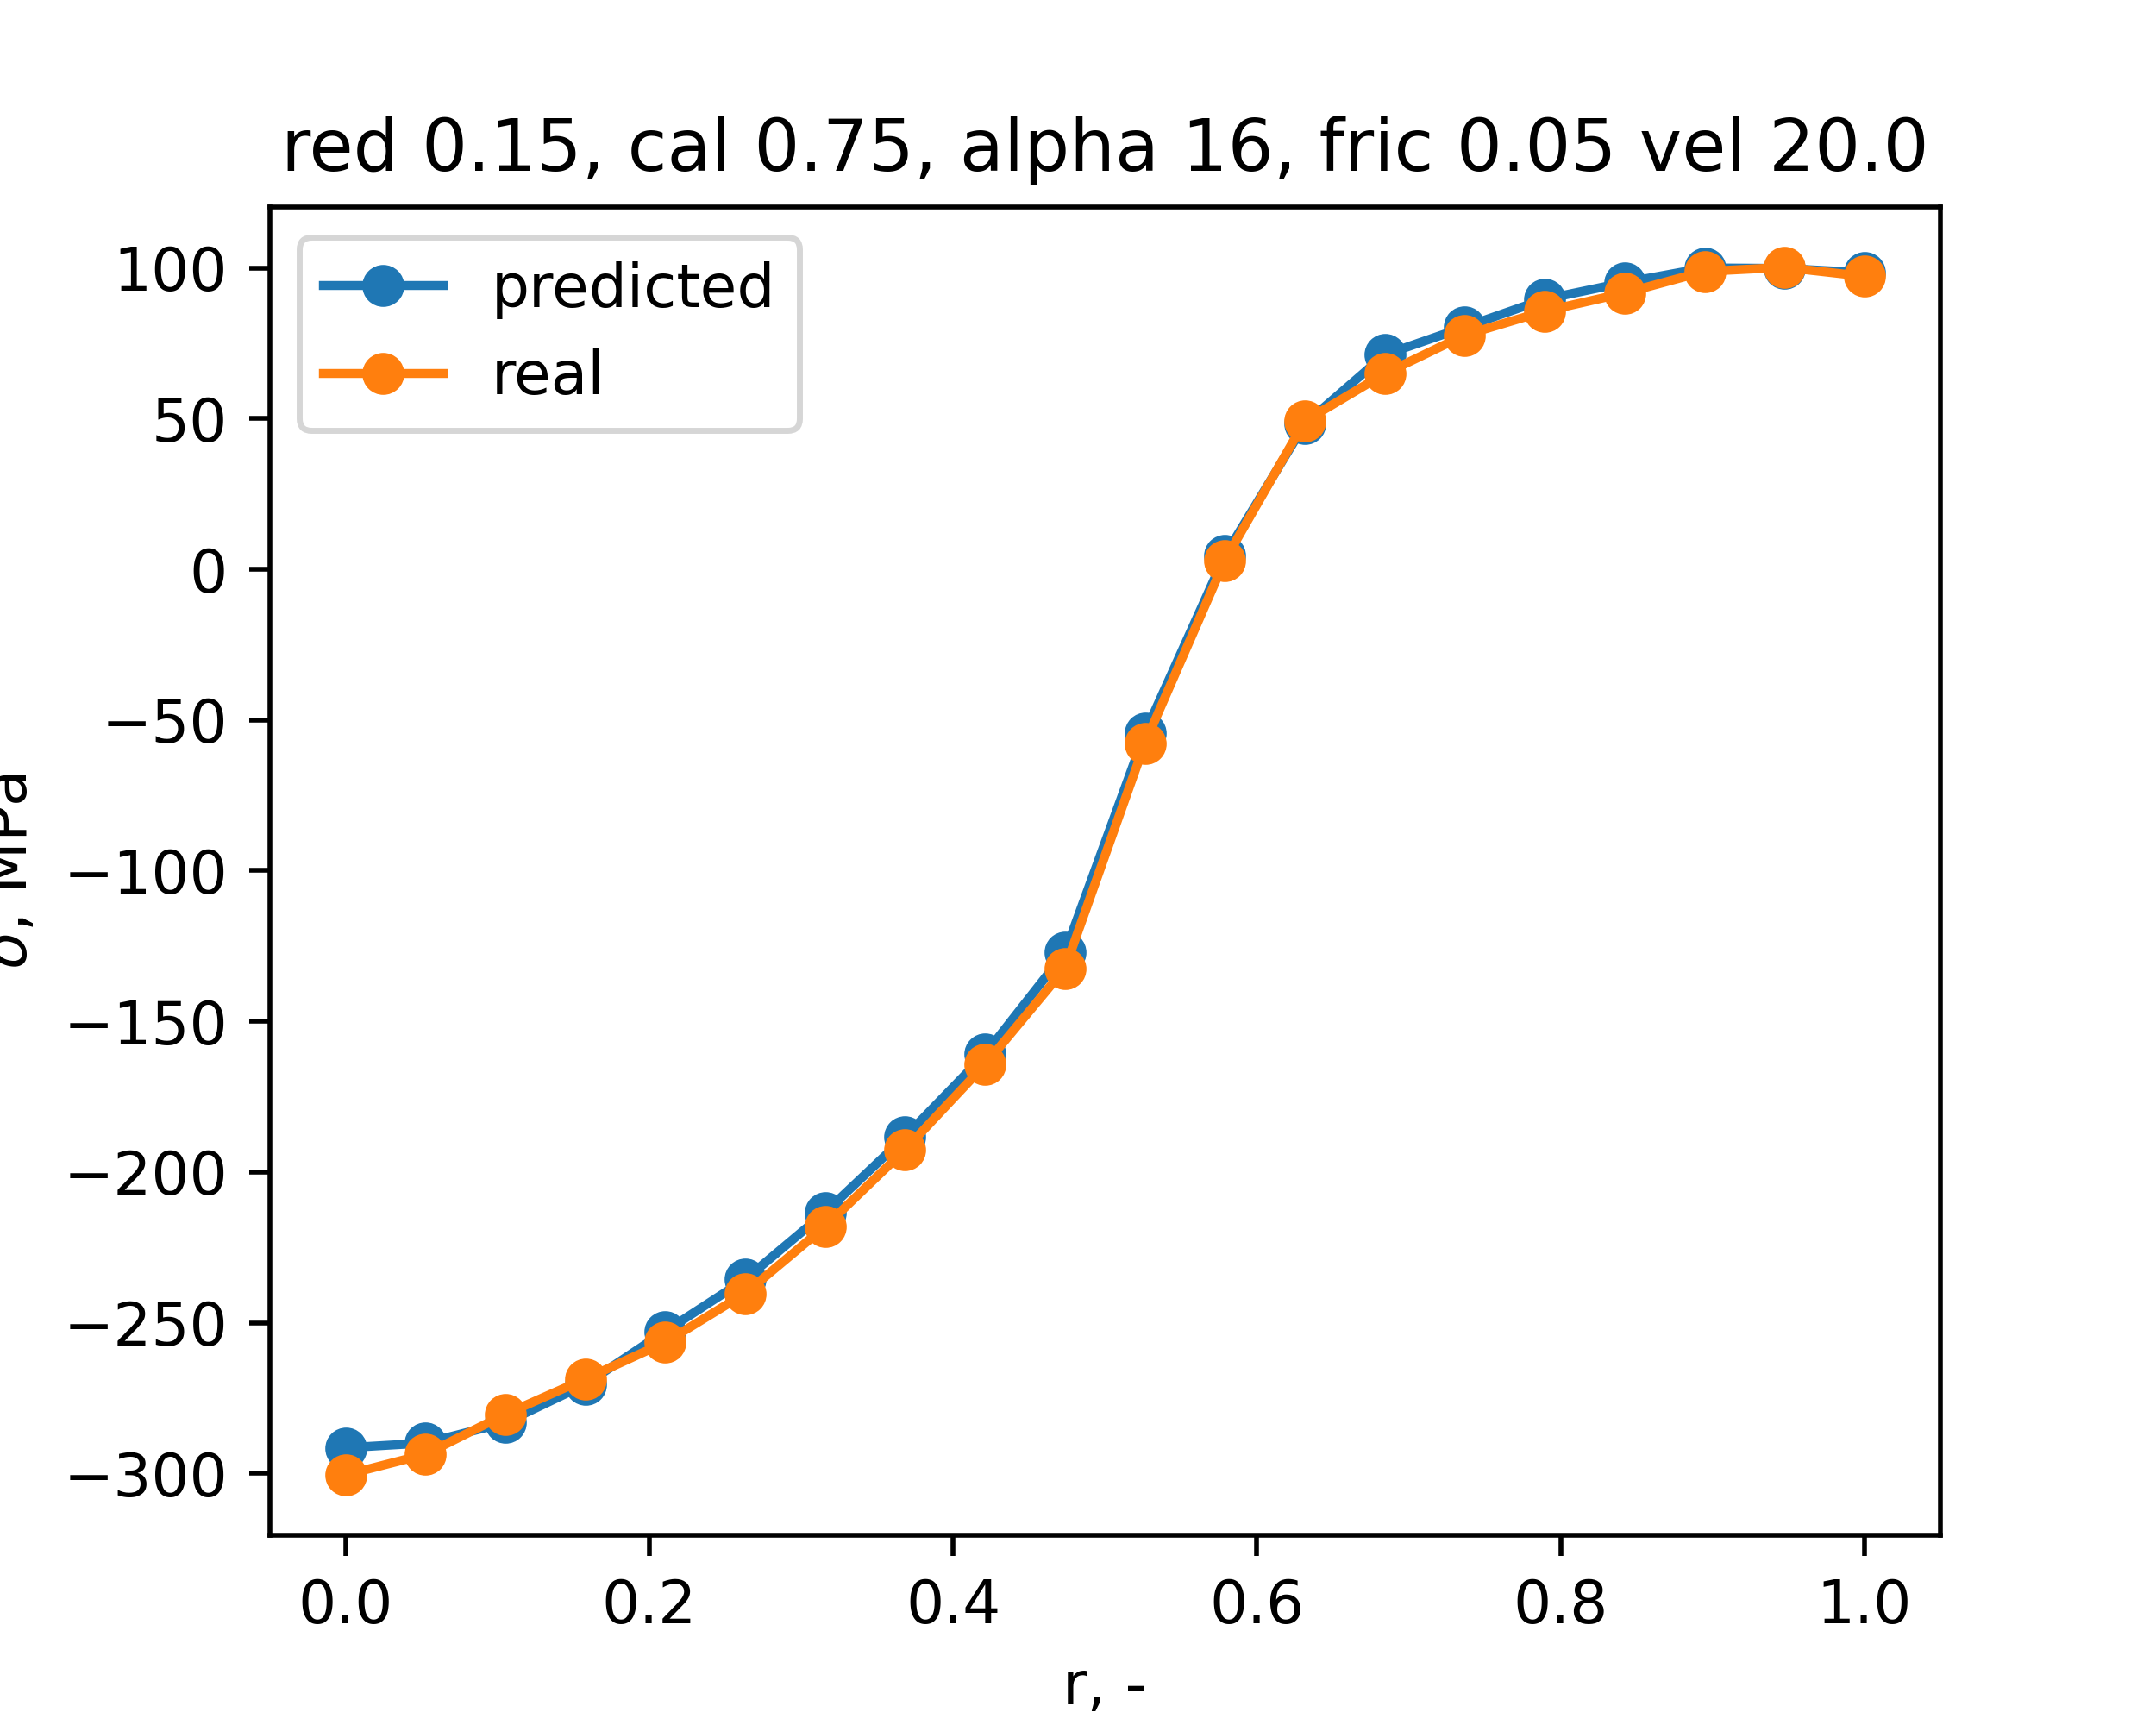 red 0.15, cal 0.75, alpha 16, fric 0.05 vel 20.0
predicted
real
100
50
0
−50
−100
−150
−200
−250
−300
σ, MPa
0.0 0.2 0.4 0.6 0.8 1.0
r, -